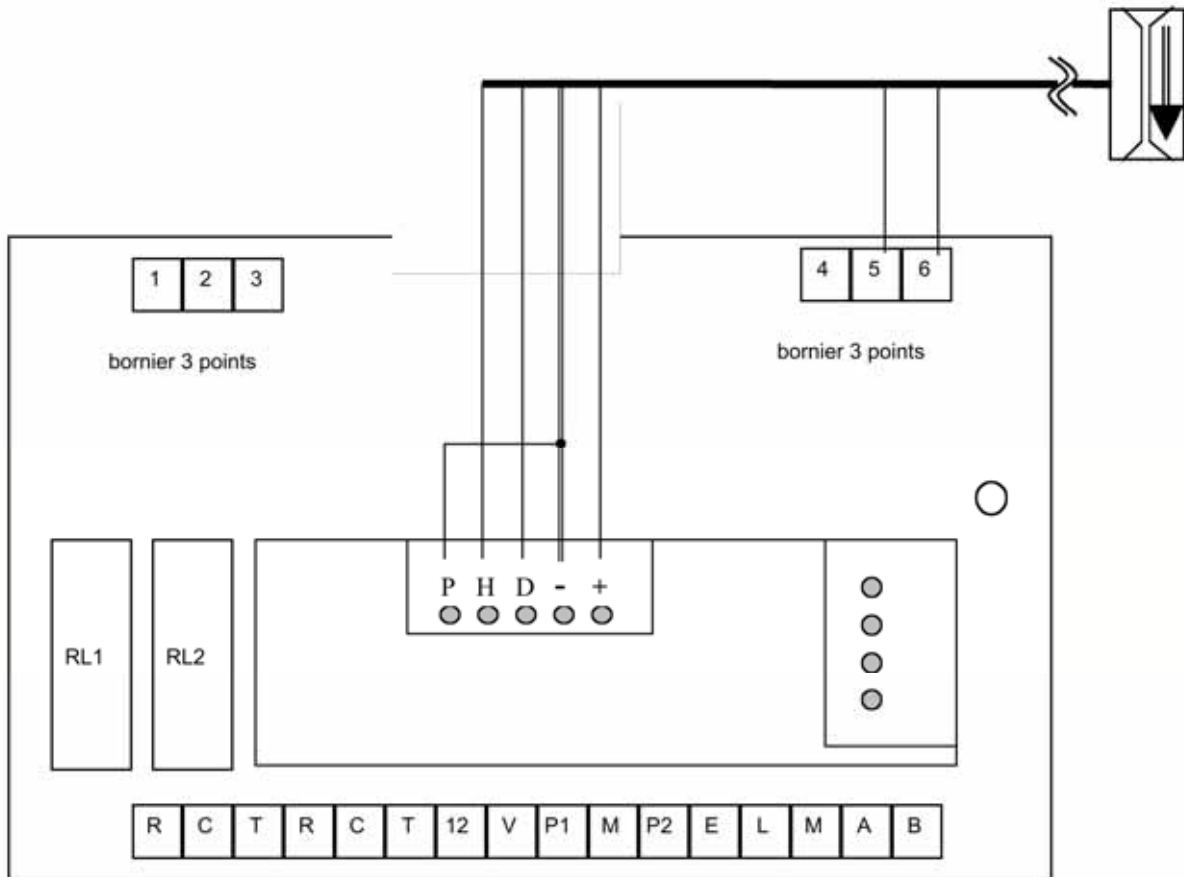 1 2 3
4 5 6
bornier 3 points
bornier 3 points
P H D - +
RL1
RL2
R C T R C T 12 V P1 M P2 E L M A B